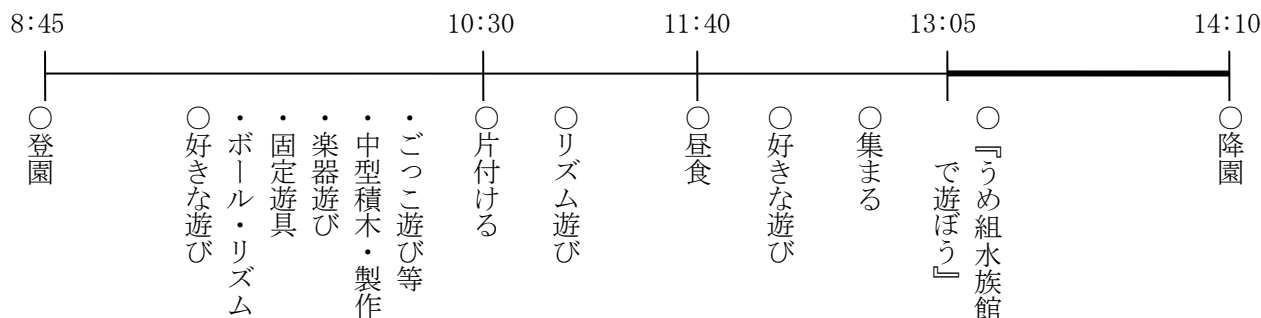 8:45
10:30
11:40
13:05
14:10
○登園
○好きな遊び
・ボール・リズム
・固定遊具
・楽器遊び
・中型積木・製作
・ごっこ遊び等
○片付ける
○リズム遊び
○昼食
○好きな遊び
○集まる
○『うめ組水族館
で遊ぼう』
○降園